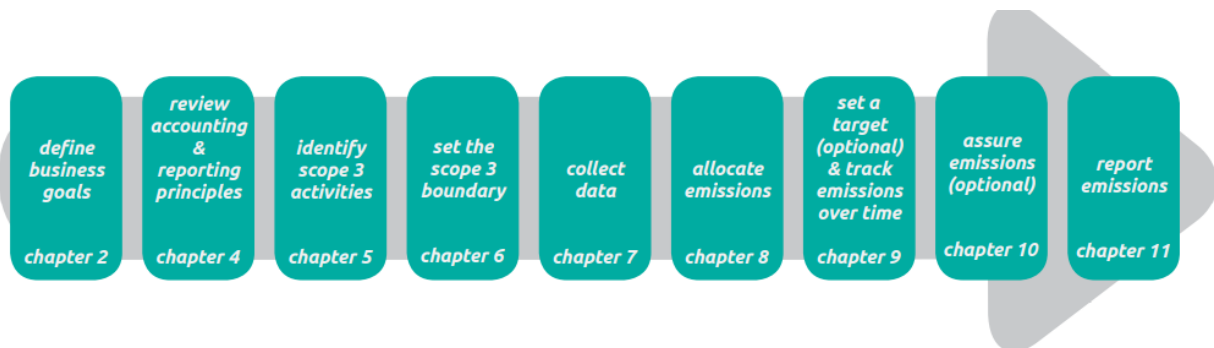 define
business
goals
chapter 2
review
accounting
&
reporting
principles
chapter 4
identify
scope 3
activities
chapter 5
set the
scope 3
boundary
chapter 6
collect
data
chapter 7
allocate
emissions
chapter 8
set a
target
(optional)
& track
emissions
over time
chapter 9
assure
emissions
(optional)
chapter 10
report
emissions
chapter 11